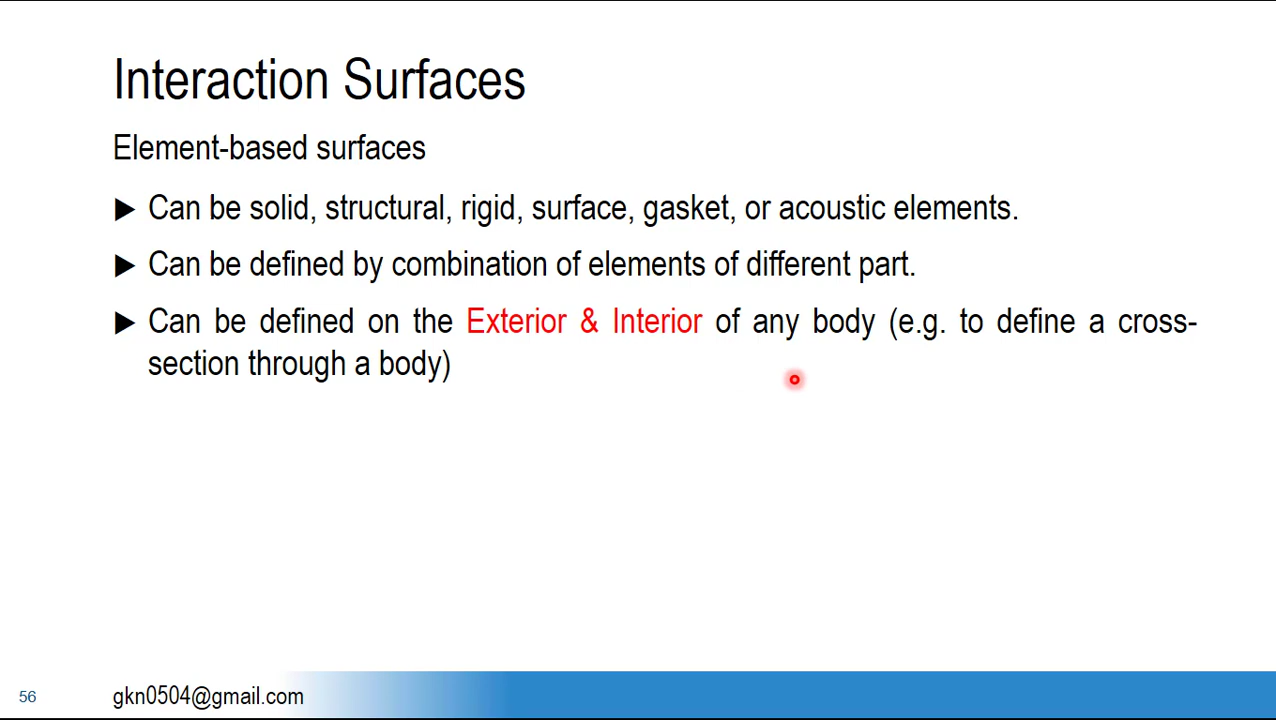 Interaction Surfaces
Element-based surfaces
▶ Can be solid, structural, rigid, surface, gasket, or acoustic elements.
▶ Can be defined by combination of elements of different part.
▶ Can be defined on the Exterior & Interior of any body (e.g. to define a cross-
section through a body)
56
gkn0504@gmail.com